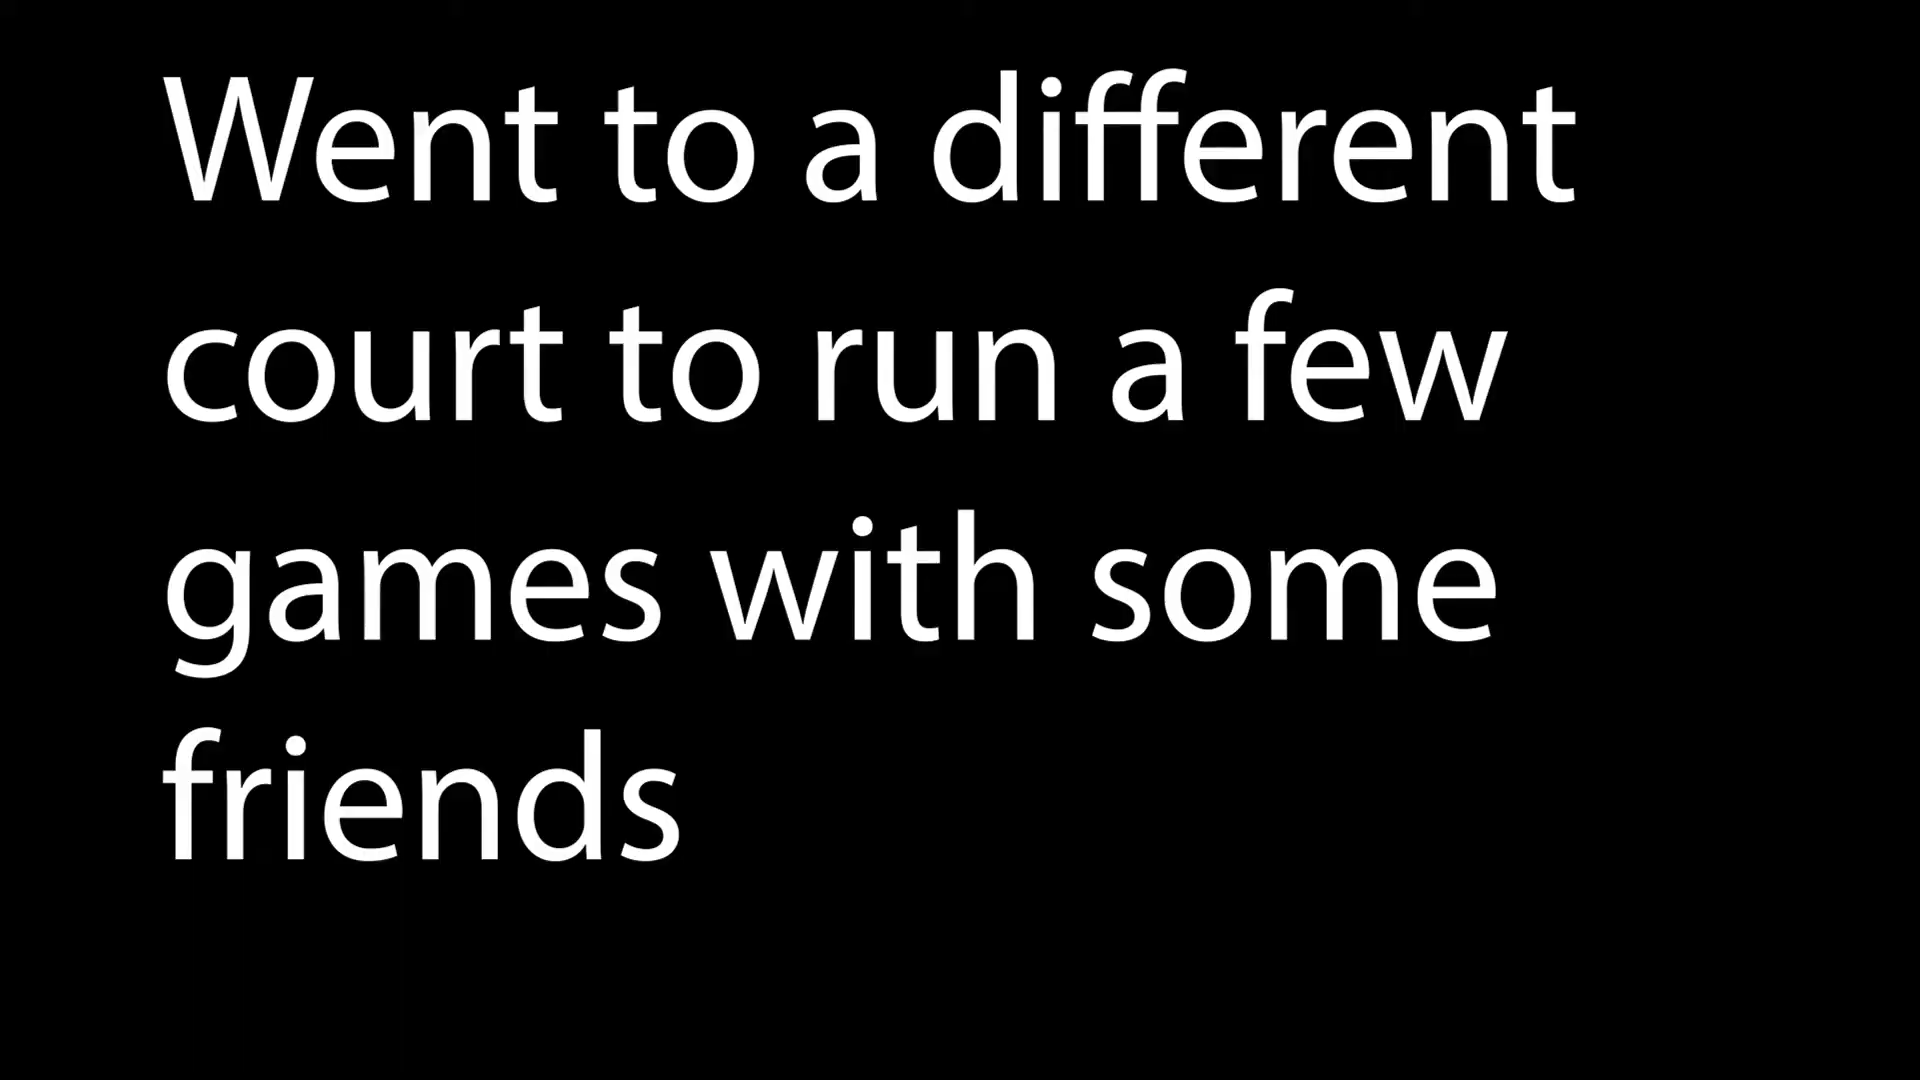 Went to a different
court to run a few
games with some
friends